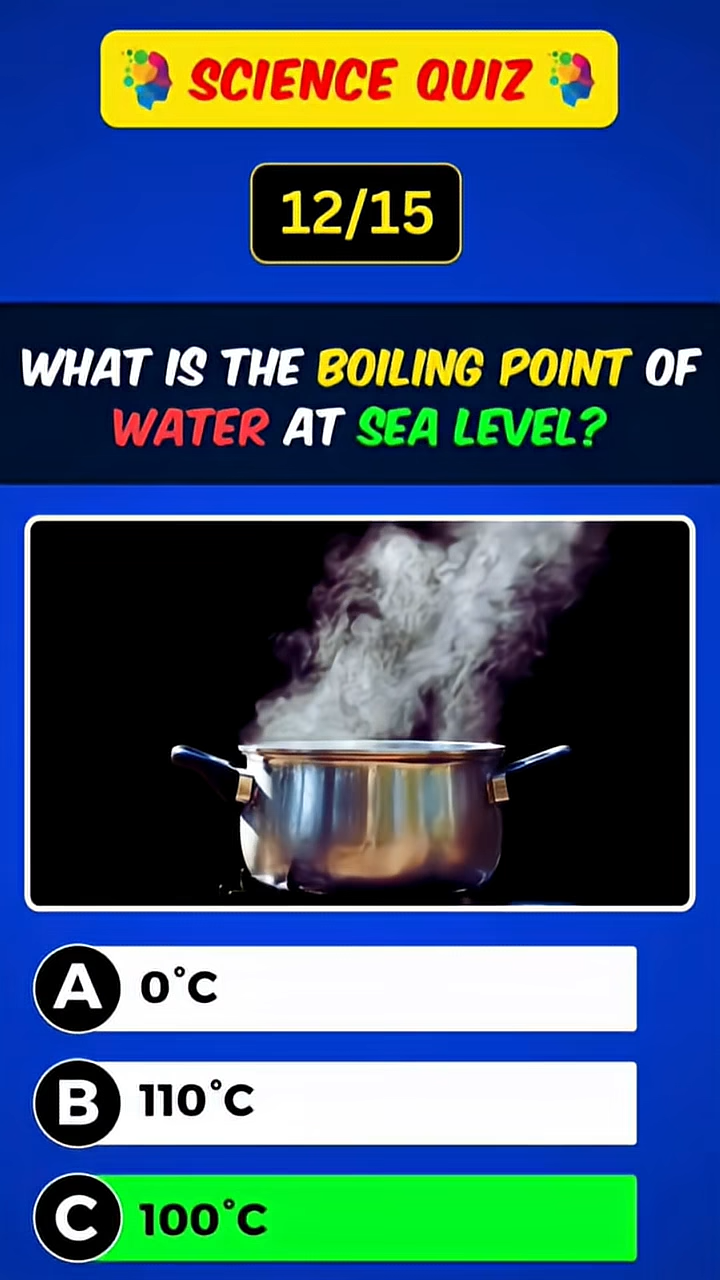 SCIENCE QUIZ
12/15
WHAT IS THE BOILING POINT OF
WATER AT SEA LEVEL?
A 0°C
B 110°C
C 100°C